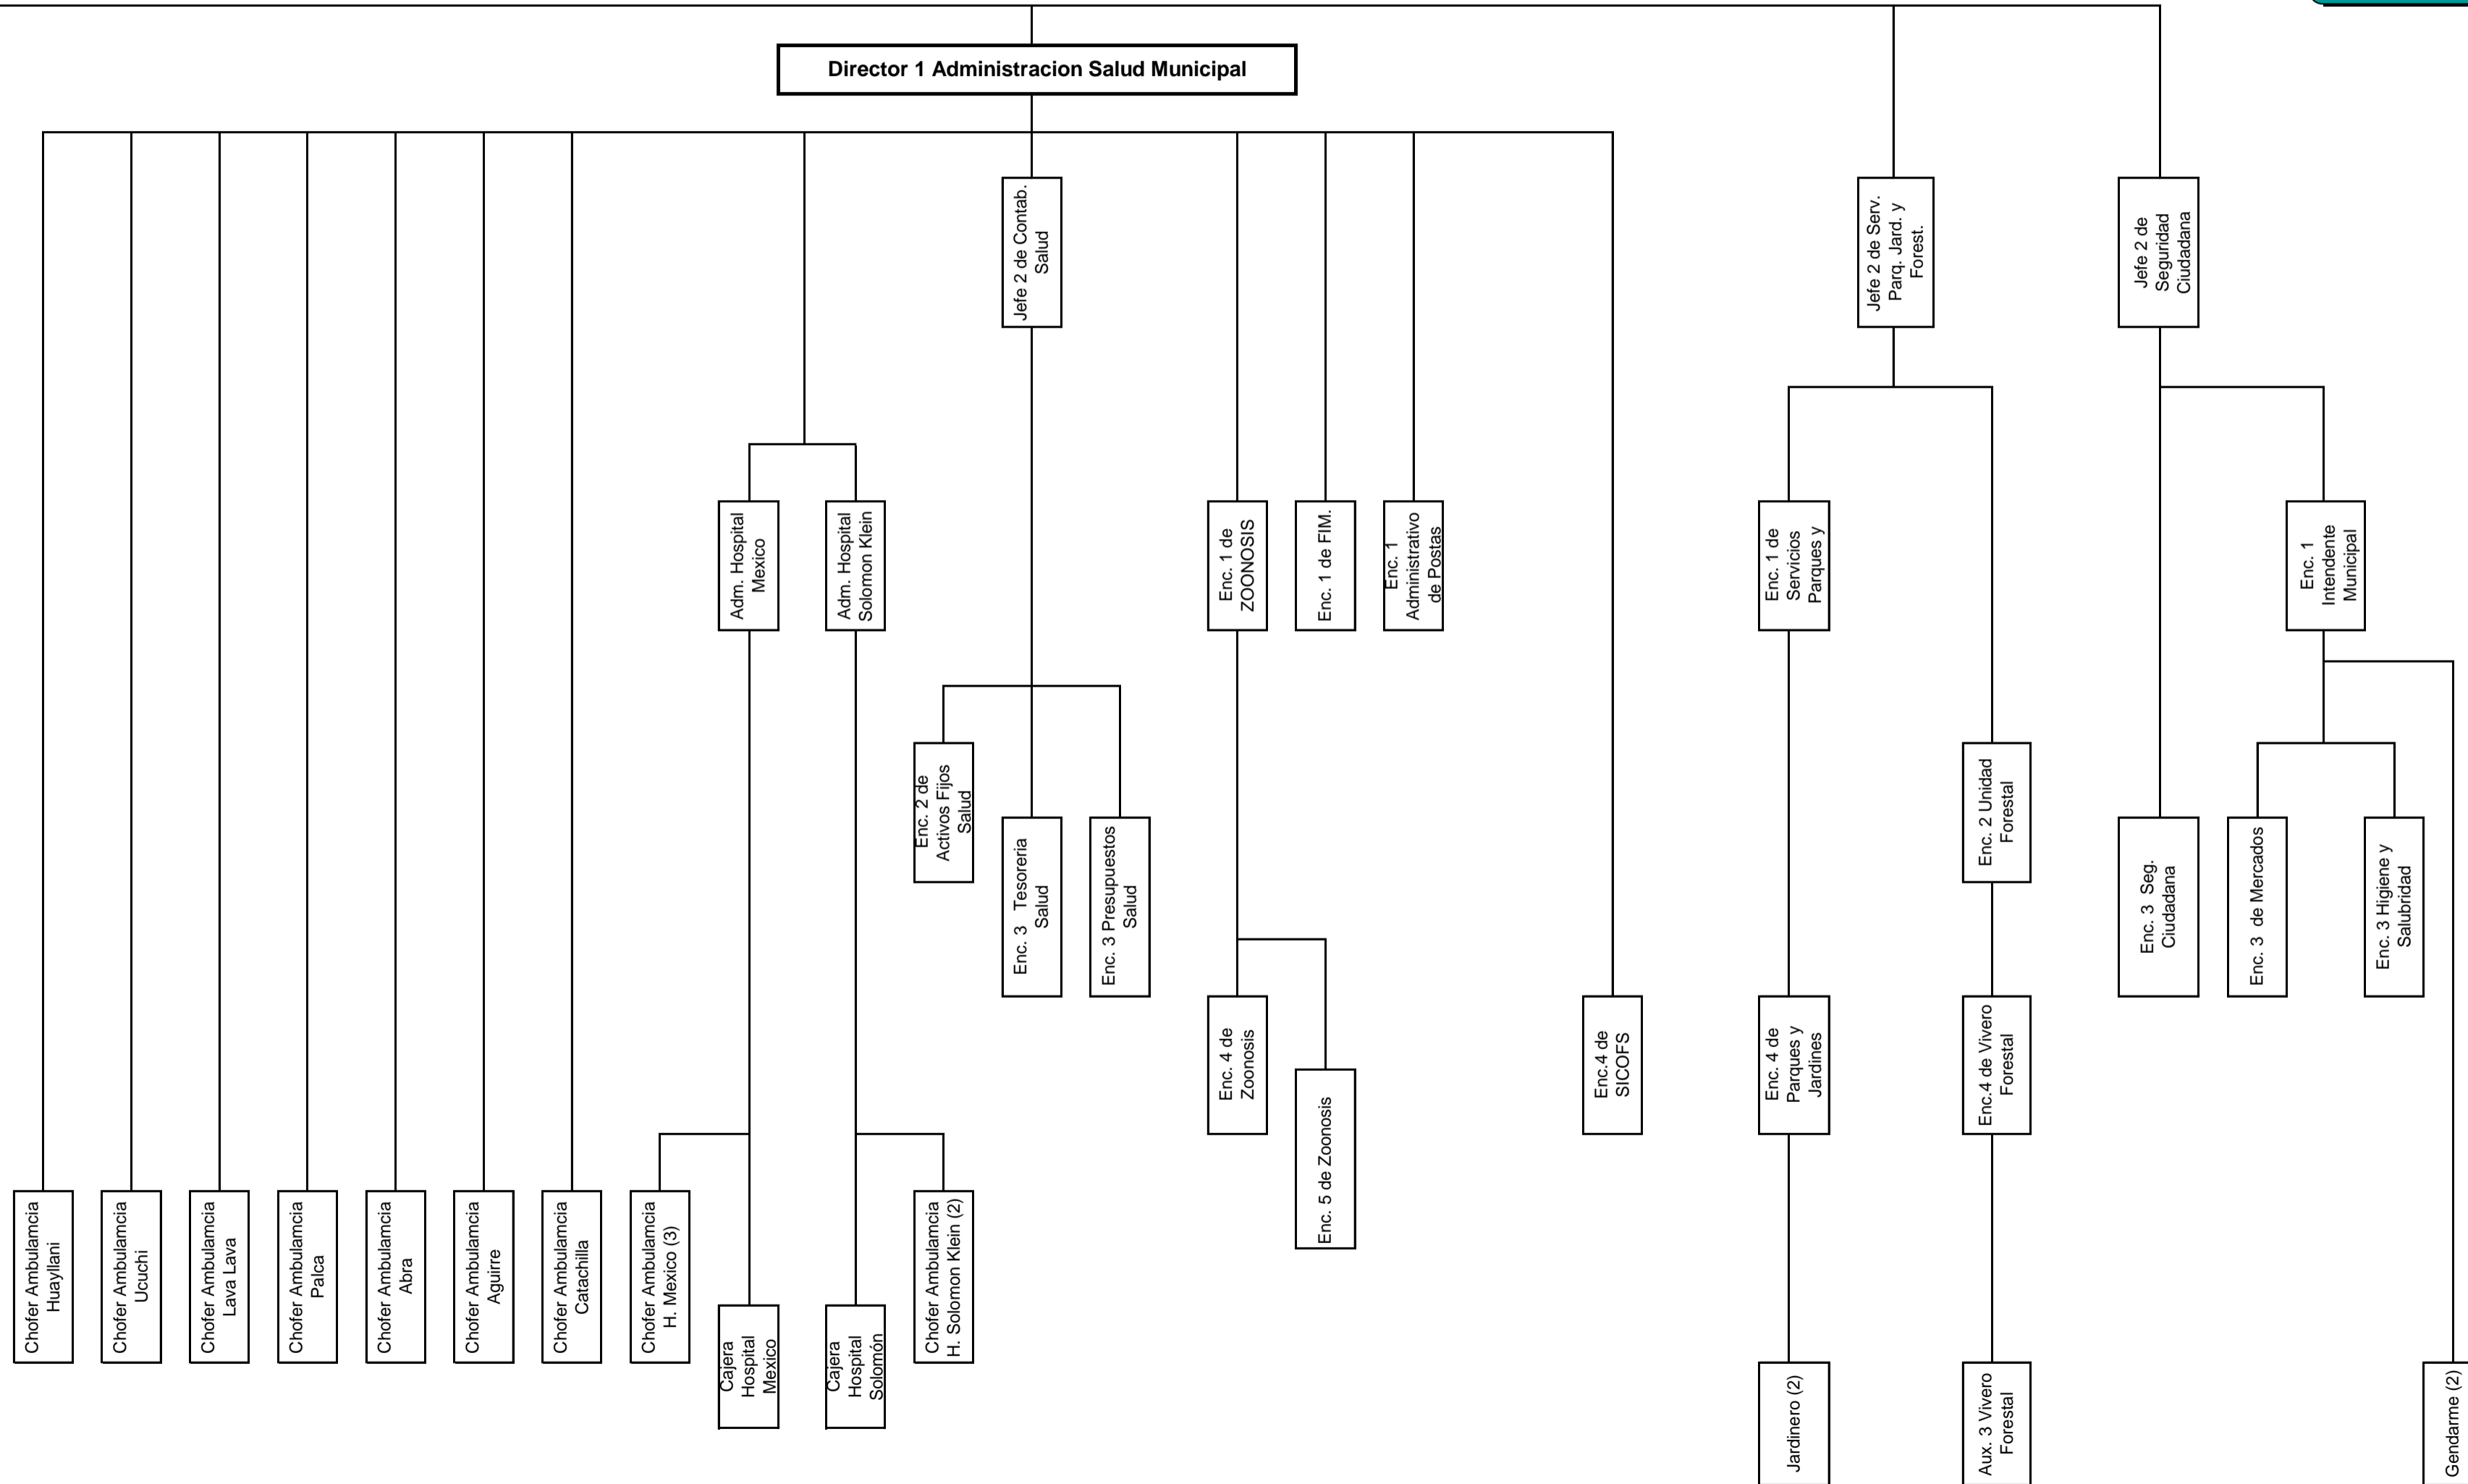 Director 1 Administracion Salud Municipal
Jefe 2 de Contab.
Salud
Jefe 2 de Serv.
Parq. Jard. y
Forest.
Jefe 2 de
Seguridad
Ciudadana
Adm. Hospital
Mexico
Adm. Hospital
Solomon Klein
Enc. 1 de
ZOONOSIS
Enc. 1 de FIM.
Enc. 1
Administrativo
de Postas
Enc. 1 de
Servicios
Parques y
Enc. 1
Intendente
Municipal
Enc. 2 de
Activos Fijos
Salud
Enc. 3 Tesoreria
Salud
Enc. 3 Presupuestos
Salud
Enc. 2 Unidad
Forestal
Enc. 3 Seg.
Ciudadana
Enc. 3 de Mercados
Enc. 3 Higiene y
Salubridad
Enc. 4 de
Zoonosis
Enc. 5 de Zoonosis
Enc.4 de
SICOFS
Enc. 4 de
Parques y
Jardines
Enc.4 de Vivero
Forestal
Chofer Ambulamcia
Huayllani
Chofer Ambulamcia
Ucuchi
Chofer Ambulamcia
Lava Lava
Chofer Ambulamcia
Palca
Chofer Ambulamcia
Abra
Chofer Ambulamcia
Aguirre
Chofer Ambulamcia
Catachilla
Chofer Ambulamcia
H. Mexico (3)
Cajera
Hospital
Mexico
Cajera
Hospital
Solomón
Chofer Ambulamcia
H. Solomon Klein (2)
Jardinero (2)
Aux. 3 Vivero
Forestal
Gendarme (2)